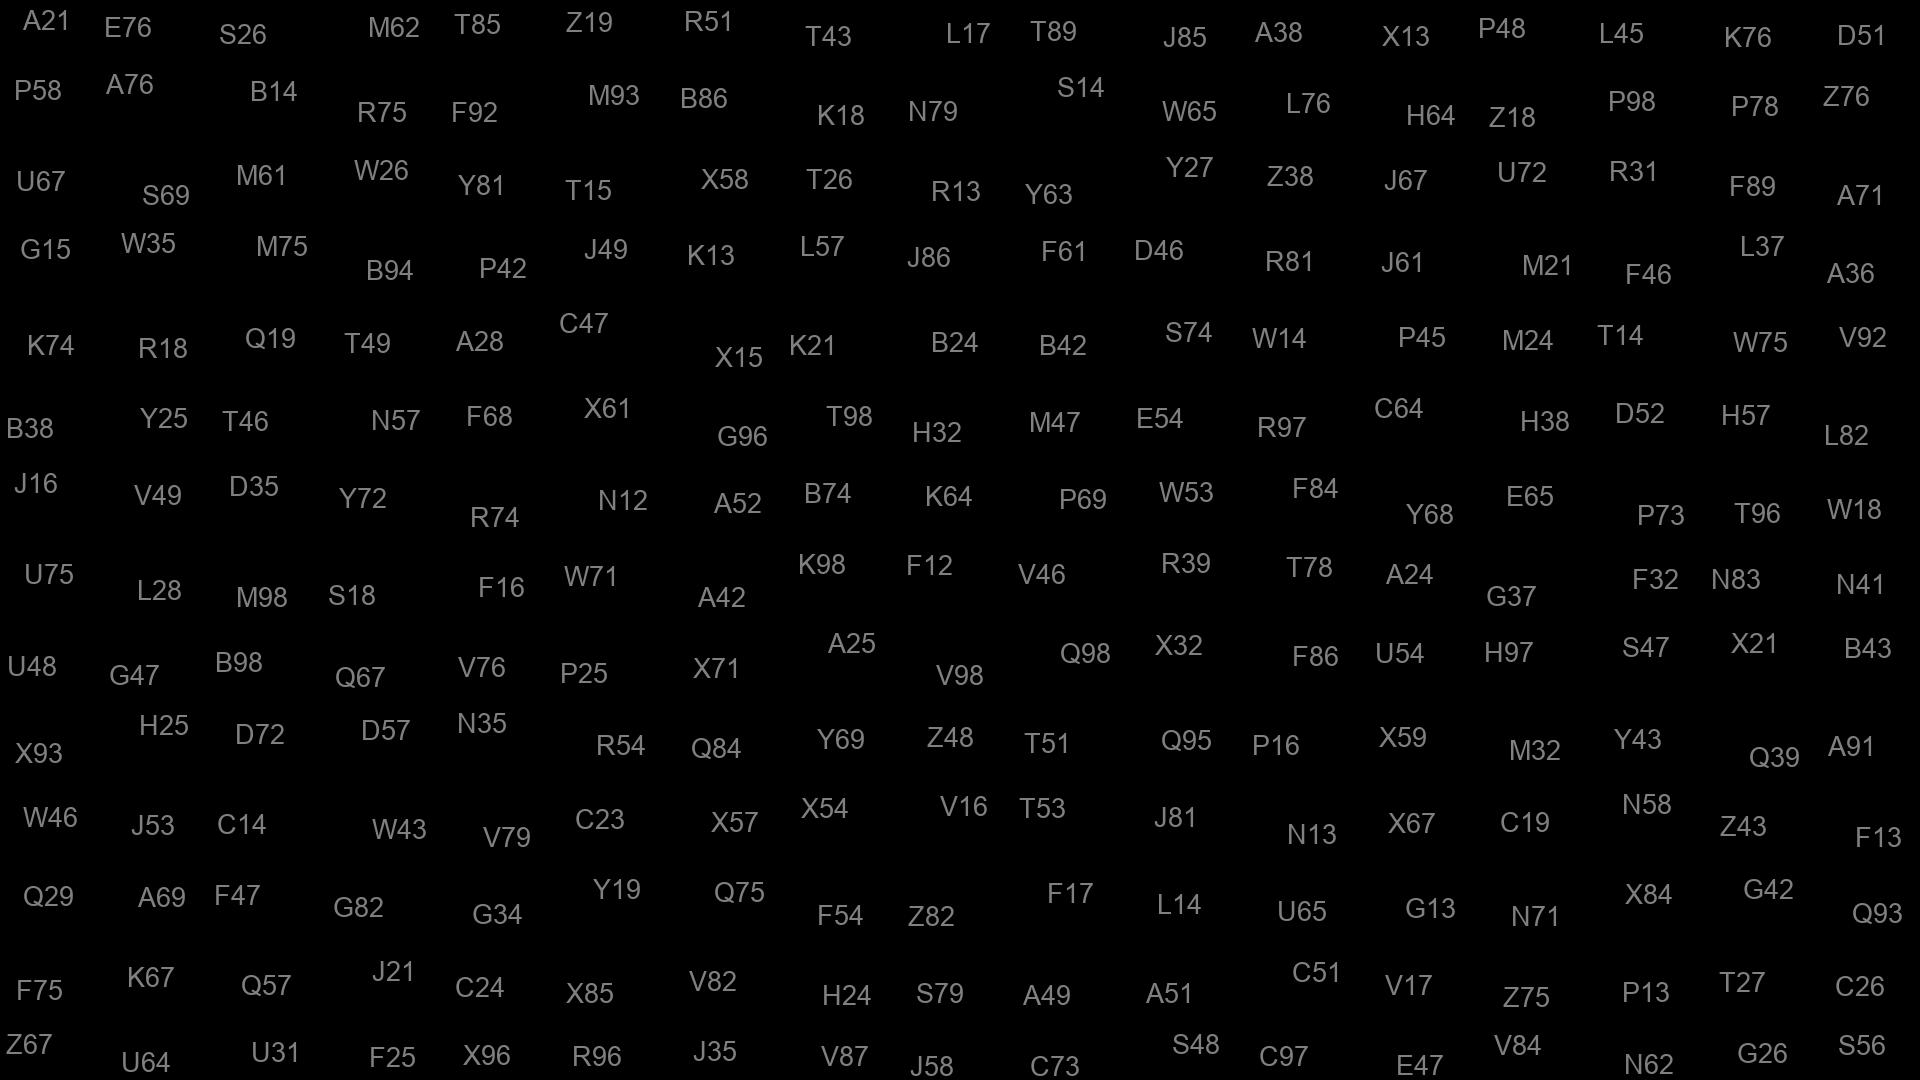 A21 E76 S26 M62 T85 Z19 R51 T43 L17 T89 J85 A38 X13 P48 L45 K76 D51
P58 A76 B14 R75 F92 M93 B86 K18 N79 S14 W65 L76 H64 Z18 P98 P78 Z76
U67 S69 M61 W26 Y81 T15 X58 T26 R13 Y63 Y27 Z38 J67 U72 R31 F89 A71
G15 W35 M75 B94 P42 J49 K13 L57 J86 F61 D46 R81 J61 M21 F46 L37 A36
K74 R18 Q19 T49 A28 C47 X15 K21 B24 B42 S74 W14 P45 M24 T14 W75 V92
B38 Y25 T46 N57 F68 X61 G96 T98 H32 M47 E54 R97 C64 H38 D52 H57 L82
J16 V49 D35 Y72 R74 N12 A52 B74 K64 P69 W53 F84 Y68 E65 P73 T96 W18
U75 L28 M98 S18 F16 W71 A42 K98 F12 V46 R39 T78 A24 G37 F32 N83 N41
U48 G47 B98 Q67 V76 P25 X71 A25 V98 Q98 X32 F86 U54 H97 S47 X21 B43
X93 H25 D72 D57 N35 R54 Q84 Y69 Z48 T51 Q95 P16 X59 M32 Y43 Q39 A91
W46 J53 C14 W43 V79 C23 X57 X54 V16 T53 J81 N13 X67 C19 N58 Z43 F13
Q29 A69 F47 G82 G34 Y19 Q75 F54 Z82 F17 L14 U65 G13 N71 X84 G42 Q93
F75 K67 Q57 J21 C24 X85 V82 H24 S79 A49 A51 C51 V17 Z75 P13 T27 C26
Z67 U64 U31 F25 X96 R96 J35 V87 J58 C73 S48 C97 E47 V84 N62 G26 S56